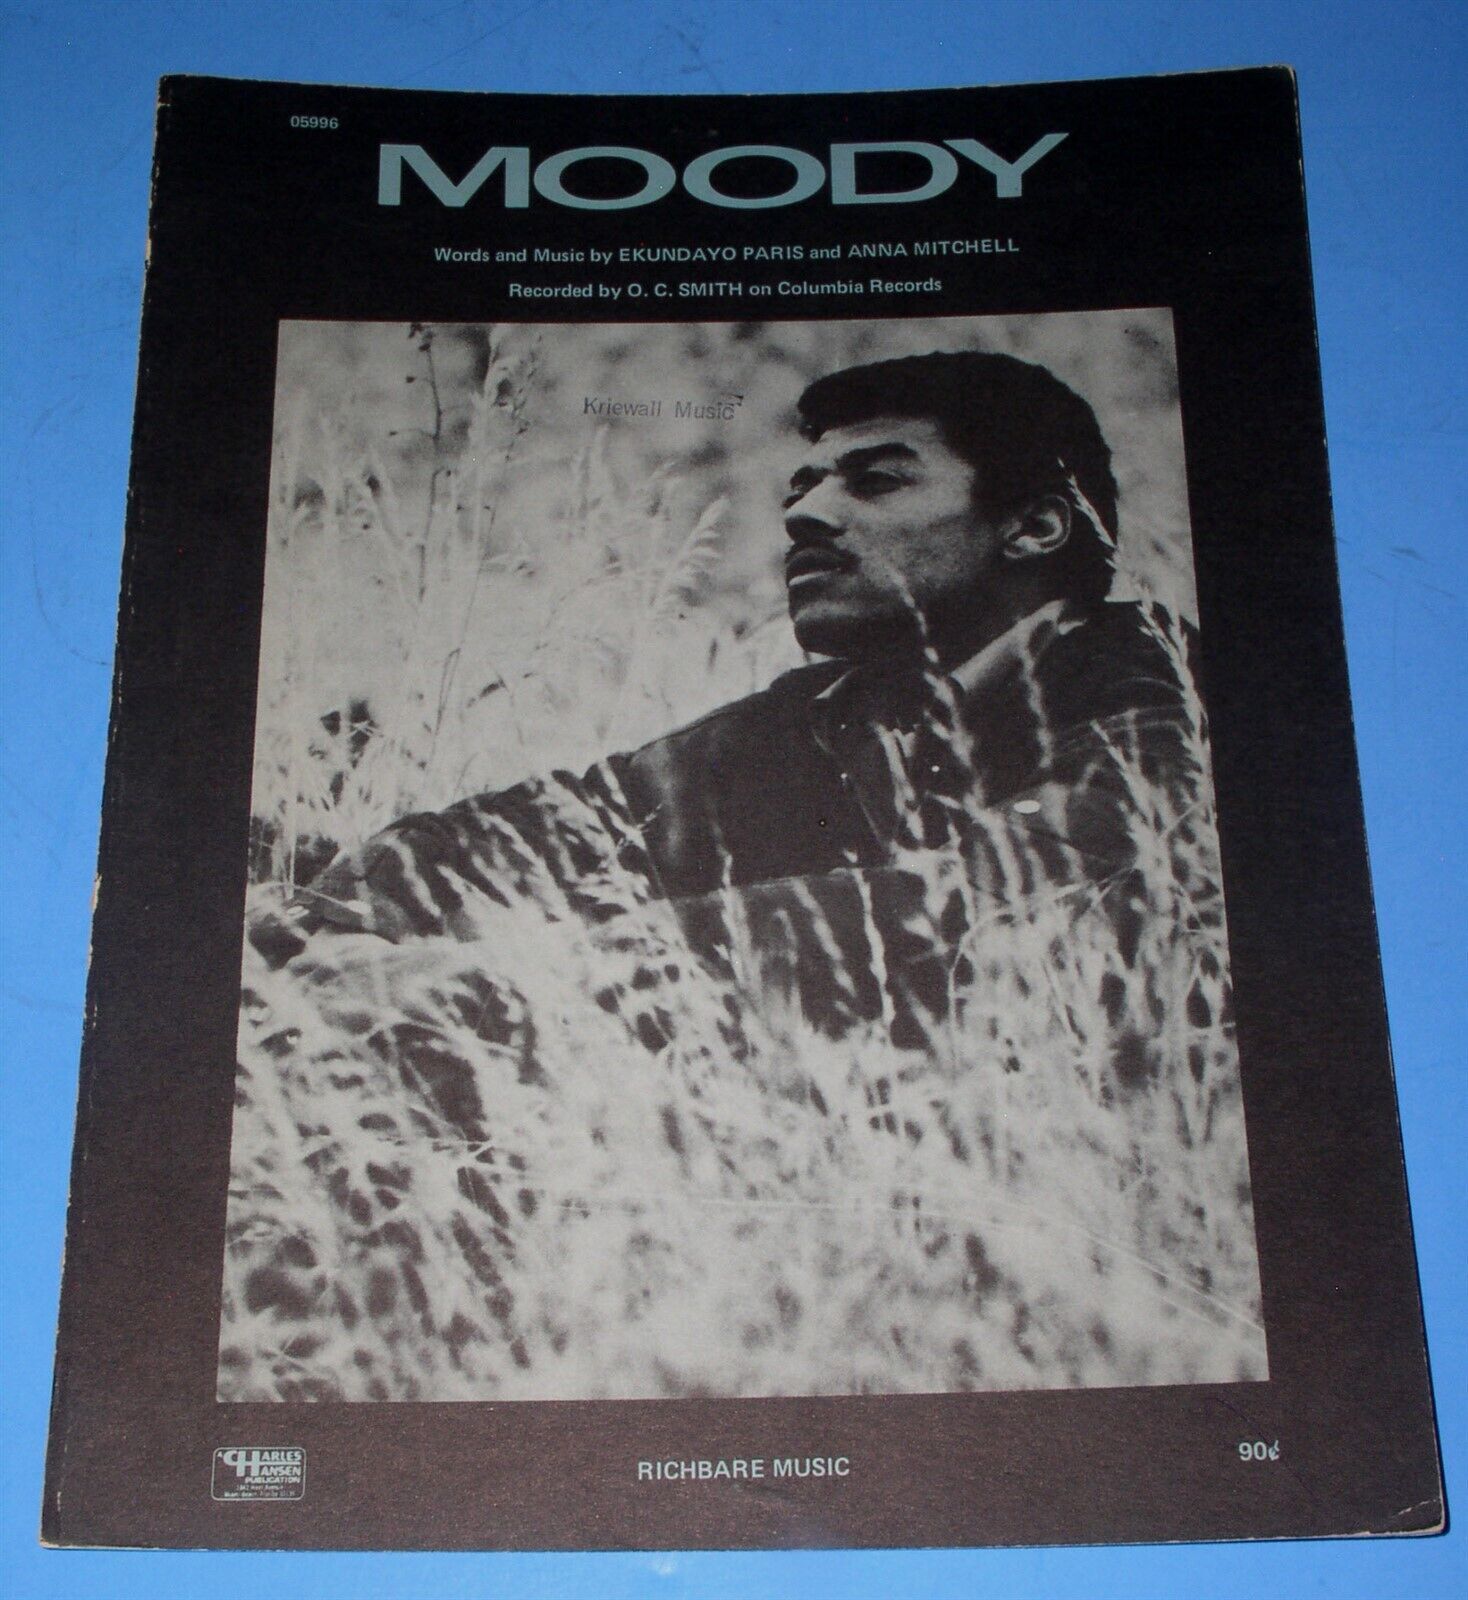 05996
MOODY
Words and Music by EKUNDAYO PARIS and ANNA MITCHELL
Recorded by O. C. SMITH on Columbia Records
Kriewall Music
A CHARLES
HANSEN
PUBLICATION
RICHBARE MUSIC
90¢